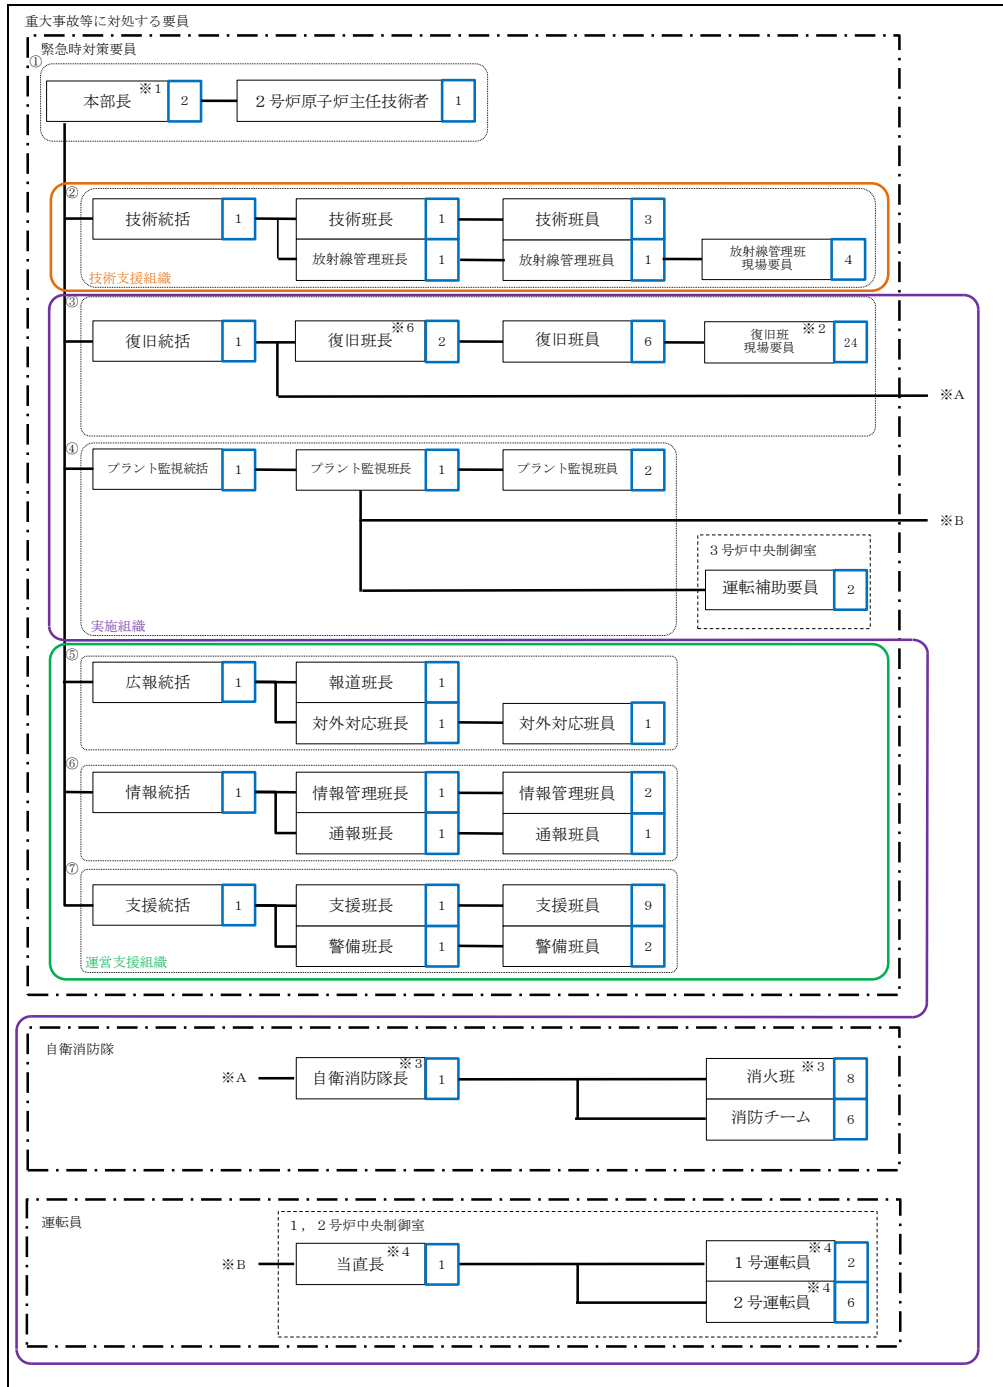 重大事故等に対処する要員
緊急時対策要員
①
本部長 ※1 2
2号炉原子炉主任技術者 1
②
技術統括 1
技術班長 1
技術班員 3
放射線管理班長 1
放射線管理班員 1
放射線管理班
現場要員 4
技術支援組織
③
復旧統括 1
復旧班長 ※6 2
復旧班員 6
復旧班
現場要員 ※2 24
※A
④
プラント監視統括 1
プラント監視班長 1
プラント監視班員 2
※B
3号炉中央制御室
運転補助要員 2
実施組織
⑤
広報統括 1
報道班長 1
対外対応班長 1
対外対応班員 1
⑥
情報統括 1
情報管理班長 1
情報管理班員 2
通報班長 1
通報班員 1
⑦
支援統括 1
支援班長 1
支援班員 9
警備班長 1
警備班員 2
運営支援組織
自衛消防隊
※A
自衛消防隊長 ※3 1
消火班 ※3 8
消防チーム 6
運転員
1,2号炉中央制御室
※B
当直長 ※4 1
1号運転員 ※4 2
2号運転員 ※4 6